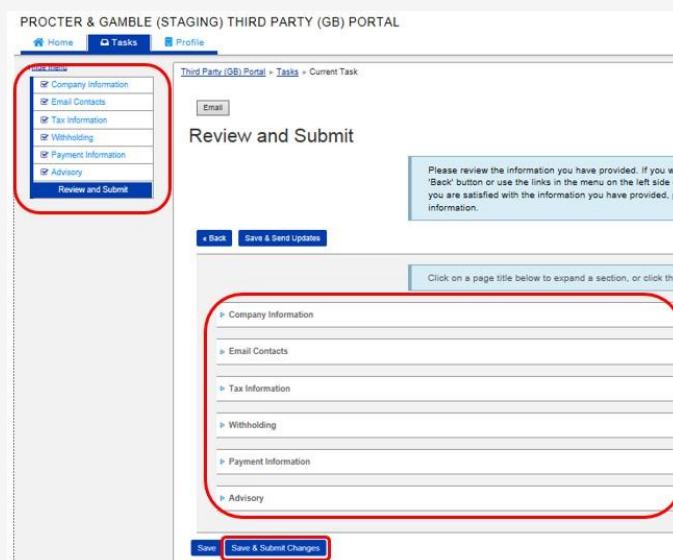 PROCTER & GAMBLE (STAGING) THIRD PARTY (GB) PORTAL
Home Tasks Profile
Hide menu
Company Information
Email Contacts
Tax Information
Withholding
Payment Information
Advisory
Review and Submit
Third Party (GB) Portal » Tasks » Current Task
Email
Review and Submit
Please review the information you have provided. If you w
'Back' button or use the links in the menu on the left side
you are satisfied with the information you have provided,
information.
« Back Save & Send Updates
Click on a page title below to expand a section, or click th
Company Information
Email Contacts
Tax Information
Withholding
Payment Information
Advisory
Save Save & Submit Changes